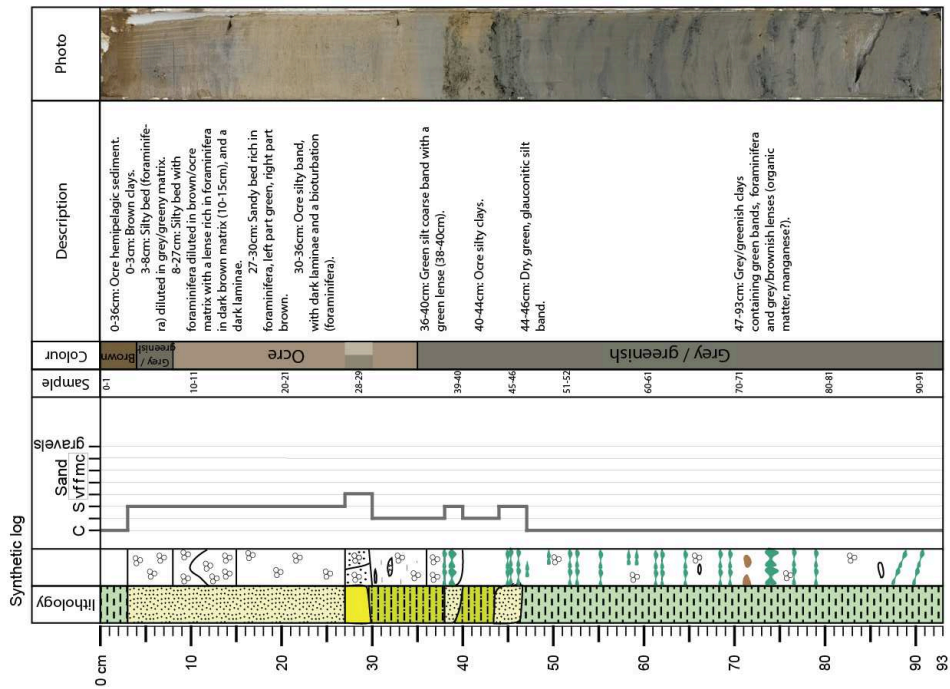 Synthetic log
lithology
C
S
vf f m c
Sand
gravels
Sample
Colour
Description
Photo
0 cm
10
20
30
40
50
60
70
80
90
93
0-1
10-11
20-21
28-29
39-40
45-46
51-52
60-61
70-71
80-81
90-91
Brown
Grey /
greenish
Ocre
Grey / greenish
0-36cm: Ocre hemipelagic sediment.
0-3cm: Brown clays.
3-8cm: Silty bed (foraminife-
ra) diluted in grey/greeny matrix.
8-27cm: Silty bed with
foraminifera diluted in brown/ocre
matrix with a lense rich in foraminifera
in dark brown matrix (10-15cm), and a
dark laminae.
27-30cm: Sandy bed rich in
foraminifera, left part green, right part
brown.
30-36cm: Ocre silty band,
with dark laminae and a bioturbation
(foraminifera).
36-40cm: Green silt coarse band with a
green lense (38-40cm).
40-44cm: Ocre silty clays.
44-46cm: Dry, green, glauconitic silt
band.
47-93cm: Grey/greenish clays
containing green bands, foraminifera
and grey/brownish lenses (organic
matter, manganese?).